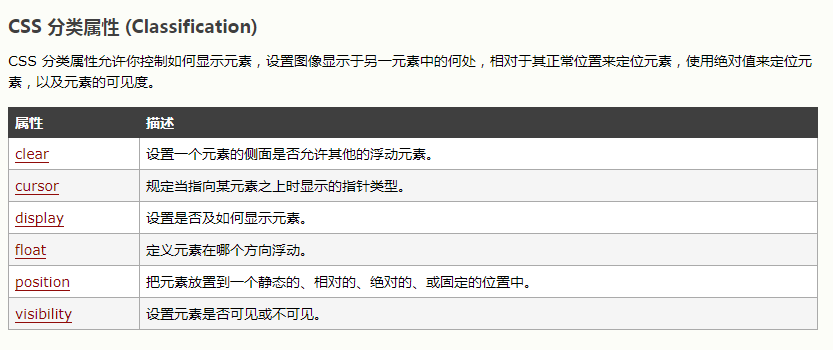 CSS 分类属性 (Classification)
CSS 分类属性允许你控制如何显示元素，设置图像显示于另一元素中的何处，相对于其正常位置来定位元素，使用绝对值来定位元
素，以及元素的可见度。
属性 描述
clear 设置一个元素的侧面是否允许其他的浮动元素。
cursor 规定当指向某元素之上时显示的指针类型。
display 设置是否及如何显示元素。
float 定义元素在哪个方向浮动。
position 把元素放置到一个静态的、相对的、绝对的、或固定的位置中。
visibility 设置元素是否可见或不可见。